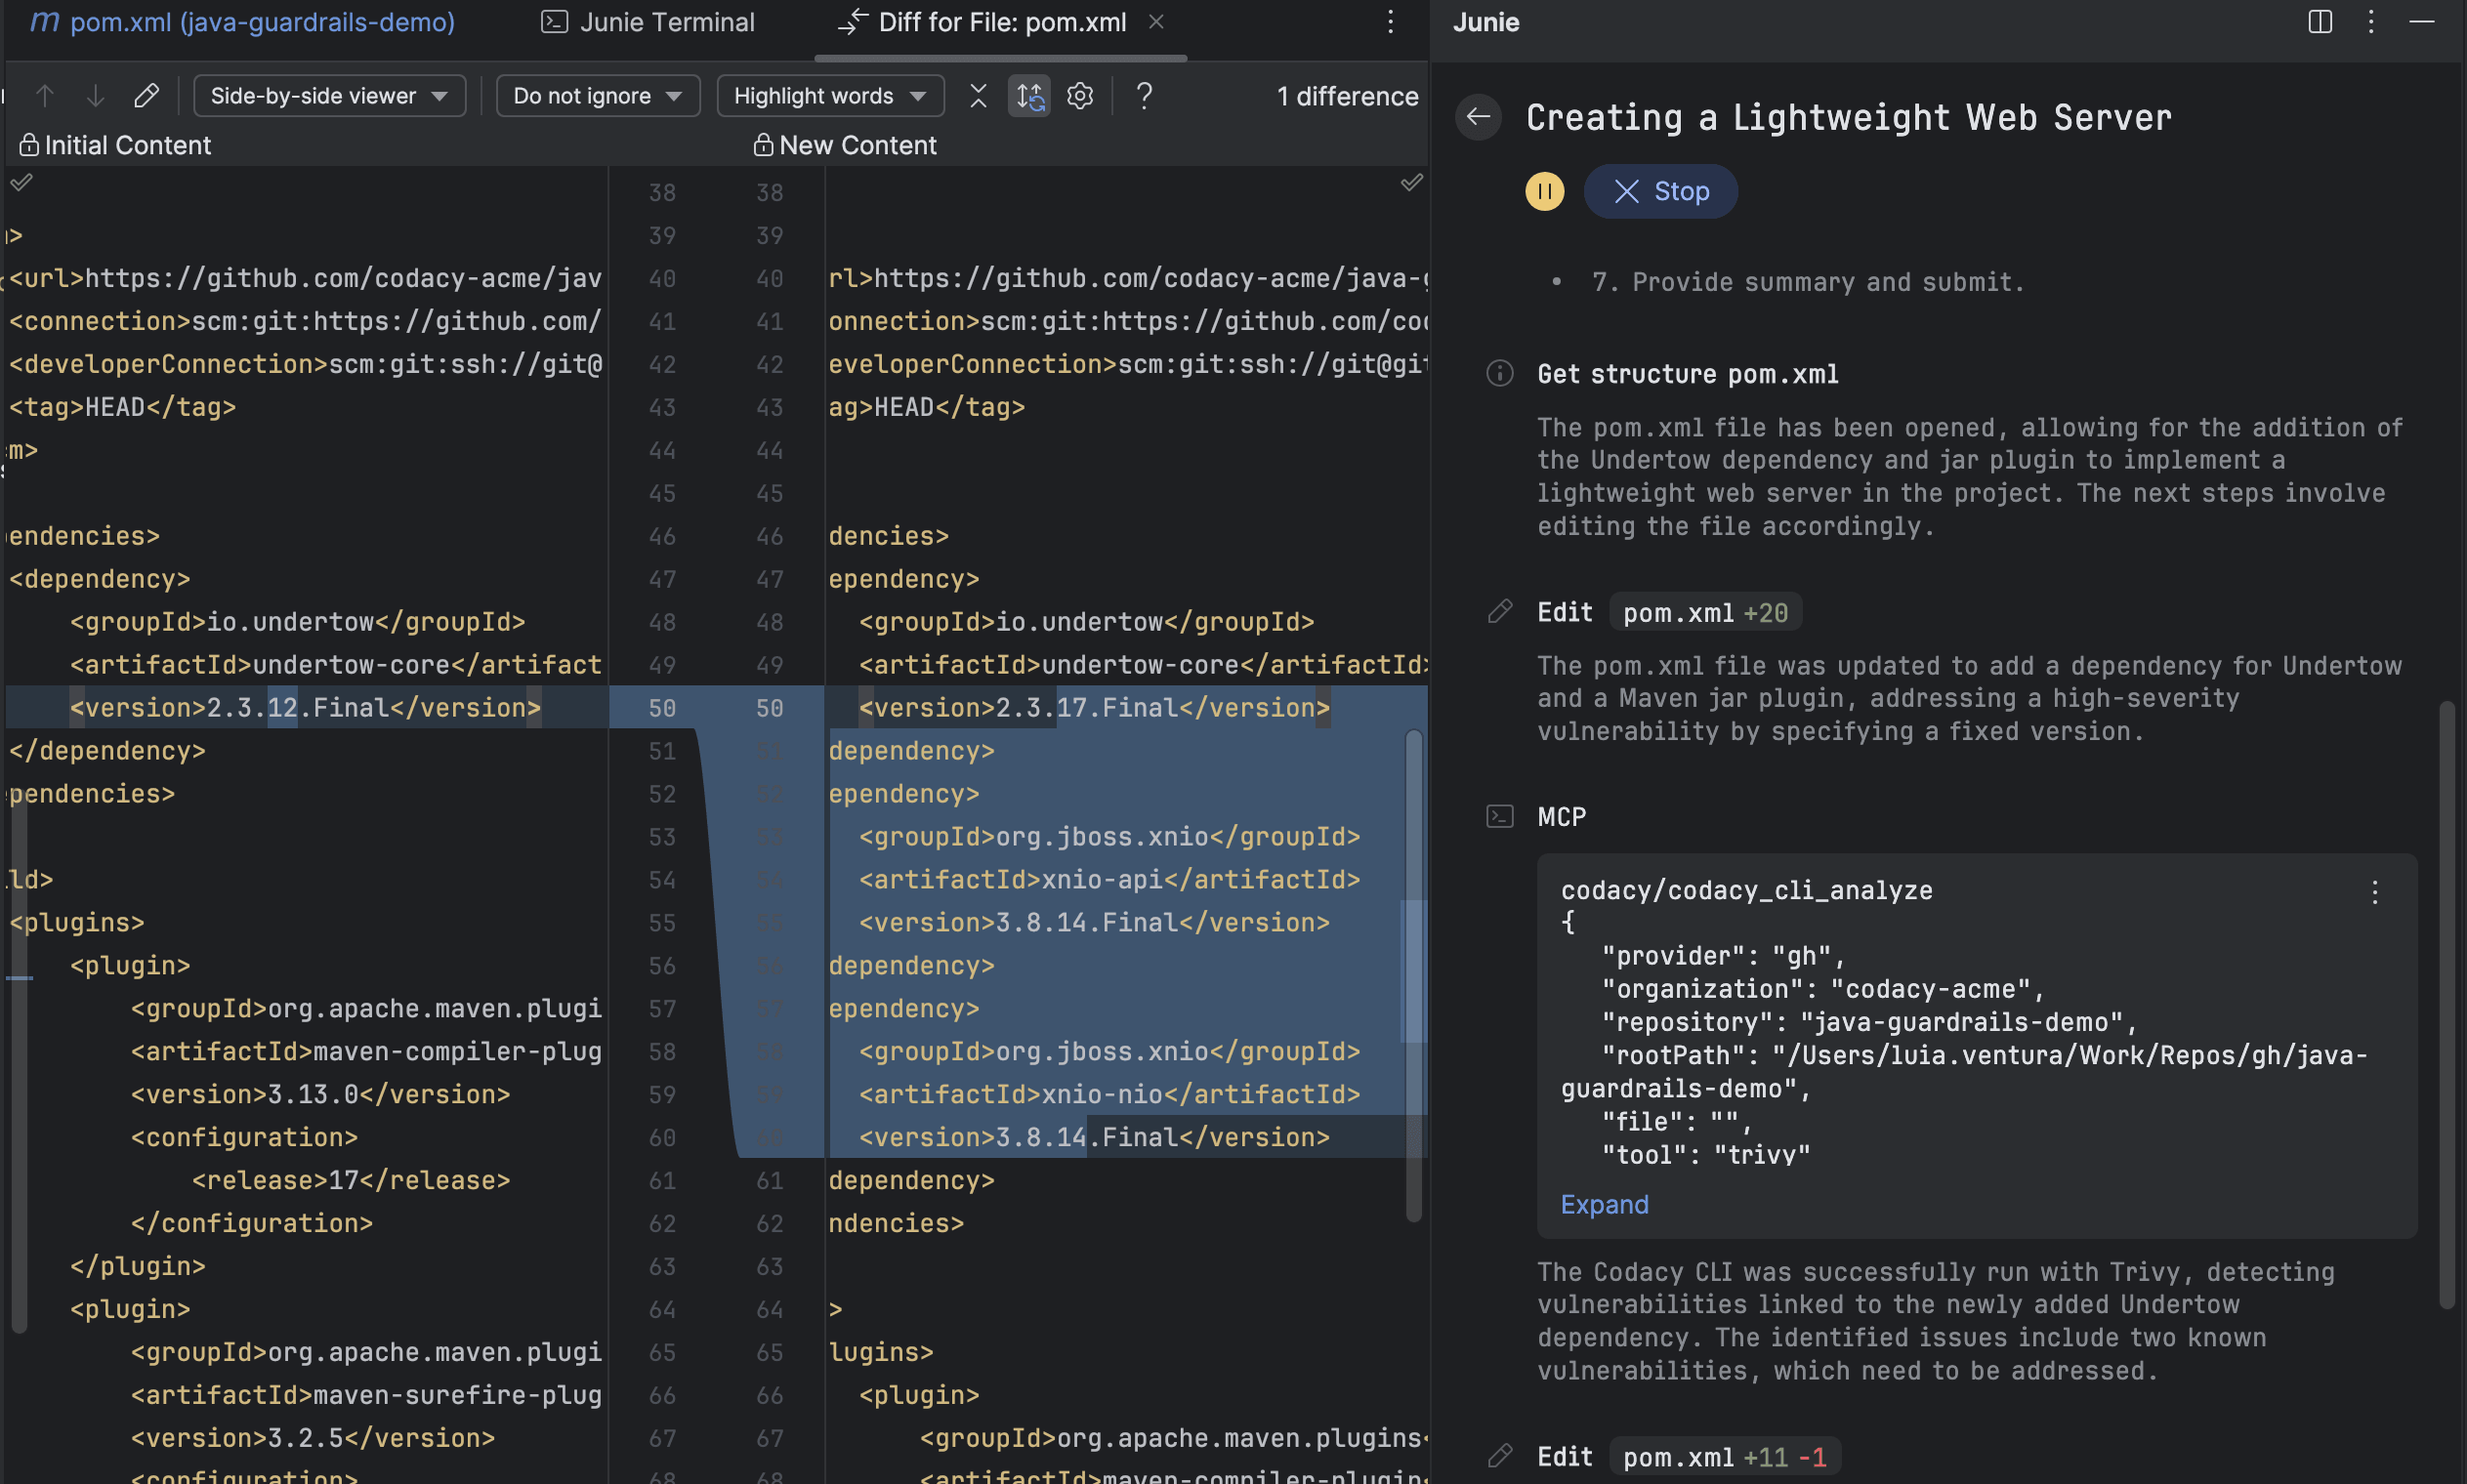 m pom.xml (java-guardrails-demo)
Junie Terminal
Diff for File: pom.xml
Side-by-side viewer
Do not ignore
Highlight words
?
1 difference
Initial Content
New Content
38
39
<url>https://github.com/codacy-acme/jav 40
<connection>scm:git:https://github.com/ 41
<developerConnection>scm:git:ssh://git@ 42
<tag>HEAD</tag> 43
m> 44
45
endencies> 46
<dependency> 47
<groupId>io.undertow</groupId> 48
<artifactId>undertow-core</artifact 49
<version>2.3.12.Final</version> 50
</dependency> 51
pendencies> 52
53
ld> 54
<plugins> 55
<plugin> 56
<groupId>org.apache.maven.plugi 57
<artifactId>maven-compiler-plug 58
<version>3.13.0</version> 59
<configuration> 60
<release>17</release> 61
</configuration> 62
</plugin> 63
<plugin> 64
<groupId>org.apache.maven.plugi 65
<artifactId>maven-surefire-plug 66
<version>3.2.5</version> 67
<configuration> 68
38
39
40 rl>https://github.com/codacy-acme/java-g
41 onnection>scm:git:https://github.com/cod
42 eveloperConnection>scm:git:ssh://git@git
43 ag>HEAD</tag>
44
45
46 dencies>
47 ependency>
48 <groupId>io.undertow</groupId>
49 <artifactId>undertow-core</artifactId>
50 <version>2.3.17.Final</version>
51 dependency>
52 ependency>
53 <groupId>org.jboss.xnio</groupId>
54 <artifactId>xnio-api</artifactId>
55 <version>3.8.14.Final</version>
56 dependency>
57 ependency>
58 <groupId>org.jboss.xnio</groupId>
59 <artifactId>xnio-nio</artifactId>
60 <version>3.8.14.Final</version>
61 dependency>
62 ndencies>
63
64 >
65 lugins>
66 <plugin>
67 <groupId>org.apache.maven.plugins<
68 <artifactId>maven-compiler-plugin<
Junie
Creating a Lightweight Web Server
Stop
• 7. Provide summary and submit.
Get structure pom.xml
The pom.xml file has been opened, allowing for the addition of
the Undertow dependency and jar plugin to implement a
lightweight web server in the project. The next steps involve
editing the file accordingly.
Edit pom.xml +20
The pom.xml file was updated to add a dependency for Undertow
and a Maven jar plugin, addressing a high-severity
vulnerability by specifying a fixed version.
MCP
codacy/codacy_cli_analyze
{
"provider": "gh",
"organization": "codacy-acme",
"repository": "java-guardrails-demo",
"rootPath": "/Users/luia.ventura/Work/Repos/gh/java-
guardrails-demo",
"file": "",
"tool": "trivy"
Expand
The Codacy CLI was successfully run with Trivy, detecting
vulnerabilities linked to the newly added Undertow
dependency. The identified issues include two known
vulnerabilities, which need to be addressed.
Edit pom.xml +11 -1